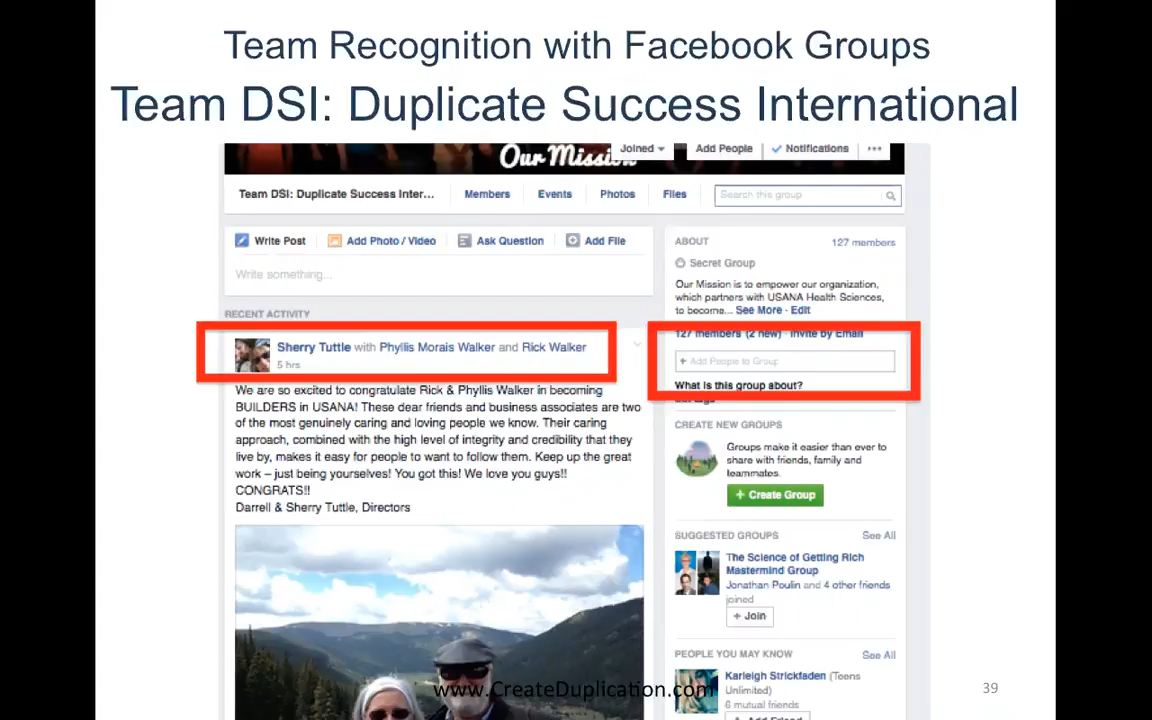 Team Recognition with Facebook Groups
Team DSI: Duplicate Success International
Our Mission
Joined
Add People
Notifications
Team DSI: Duplicate Success Inter...
Members
Events
Photos
Files
Search this group
Write Post
Add Photo / Video
Ask Question
Add File
Write something...
RECENT ACTIVITY
Sherry Tuttle with Phyllis Morais Walker and Rick Walker
5 hrs
We are so excited to congratulate Rick & Phyllis Walker in becoming
BUILDERS in USANA! These dear friends and business associates are two
of the most genuinely caring and loving people we know. Their caring
approach, combined with the high level of integrity and credibility that they
live by, makes it easy for people to want to follow them. Keep up the great
work – just being yourselves! You got this! We love you guys!!
CONGRATS!!
Darrell & Sherry Tuttle, Directors
ABOUT
127 members
Secret Group
Our Mission is to empower our organization,
which partners with USANA Health Sciences,
to become... See More · Edit
127 members (2 new) · Invite by Email
+ Add People to Group
What is this group about?
CREATE NEW GROUPS
Groups make it easier than ever to
share with friends, family and
teammates.
+ Create Group
SUGGESTED GROUPS
See All
The Science of Getting Rich
Mastermind Group
Jonathan Poulin and 4 other friends
joined
+ Join
PEOPLE YOU MAY KNOW
See All
Karleigh Strickfaden (Teens
Unlimited)
6 mutual friends
+ Add Friend
www.CreateDuplication.com
39